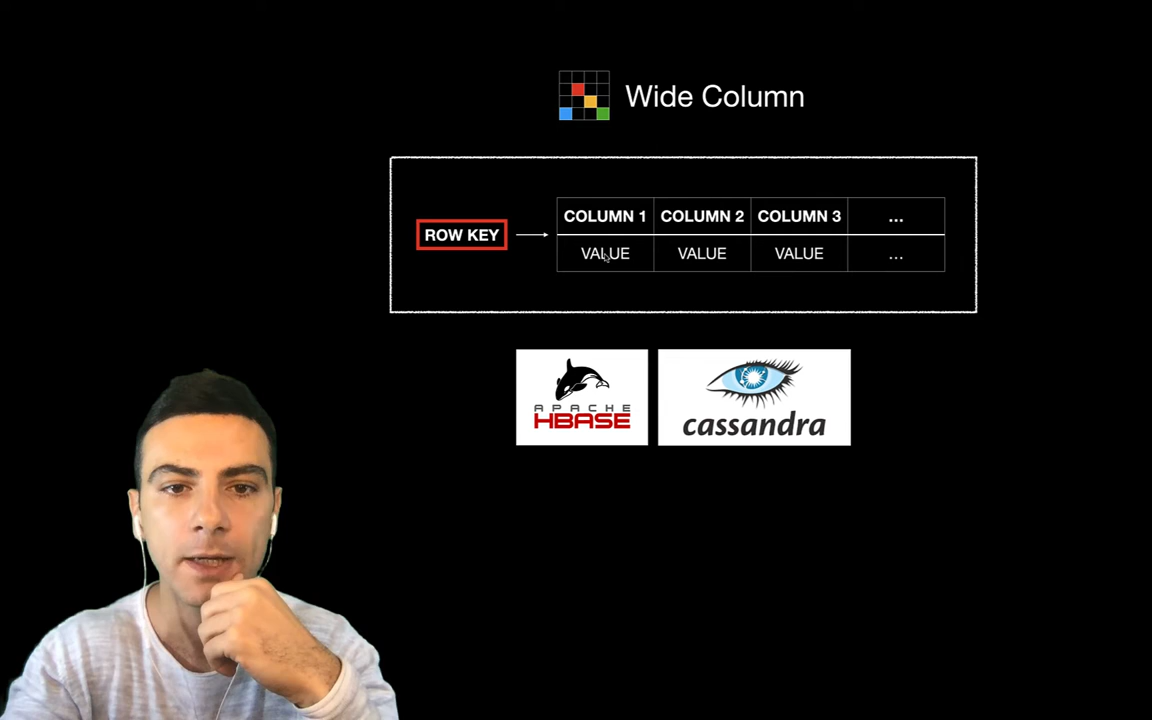 Wide Column
ROW KEY
COLUMN 1 COLUMN 2 COLUMN 3 ...
VALUE VALUE VALUE ...
APACHE
HBASE
cassandra